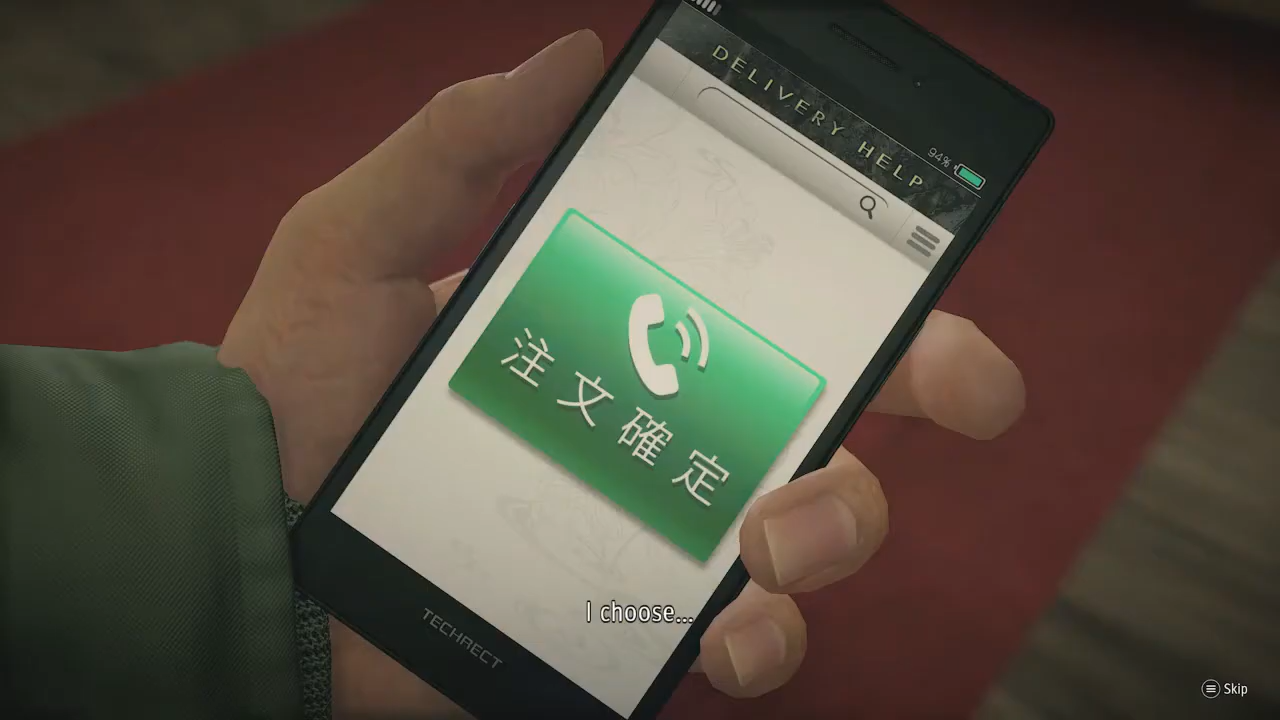 DELIVERY HELP
94%
注文確定
I choose...
TECHRECT
Skip